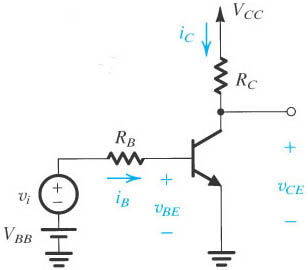 V_CC
i_C
R_C
R_B
+
v_i
+
−
i_B
+
v_BE
−
+
v_CE
−
V_BB